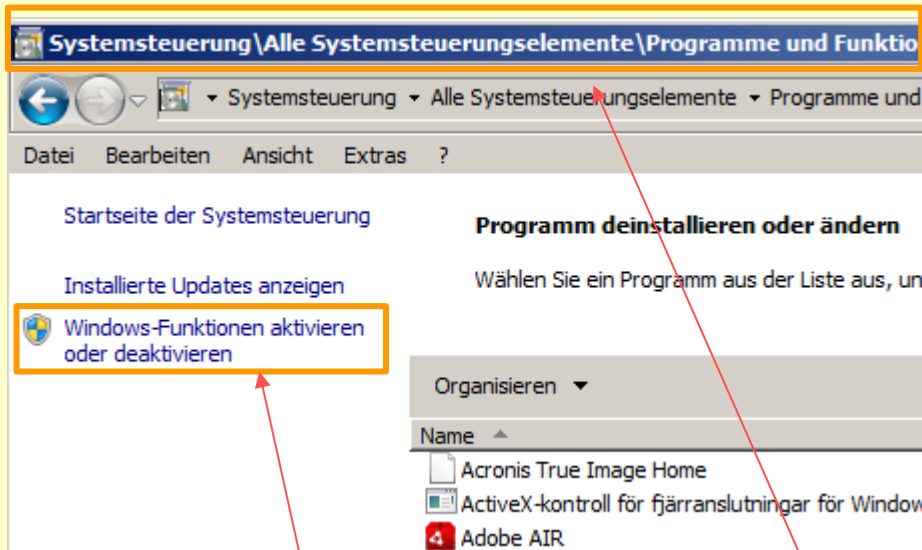 Systemsteuerung\Alle Systemsteuerungselemente\Programme und Funktio
Systemsteuerung Alle Systemsteuerungselemente Programme und
Datei Bearbeiten Ansicht Extras ?
Startseite der Systemsteuerung
Installierte Updates anzeigen
Windows-Funktionen aktivieren
oder deaktivieren
Programm deinstallieren oder ändern
Wählen Sie ein Programm aus der Liste aus, un
Organisieren
Name
Acronis True Image Home
ActiveX-kontroll för fjärranslutningar för Window
Adobe AIR